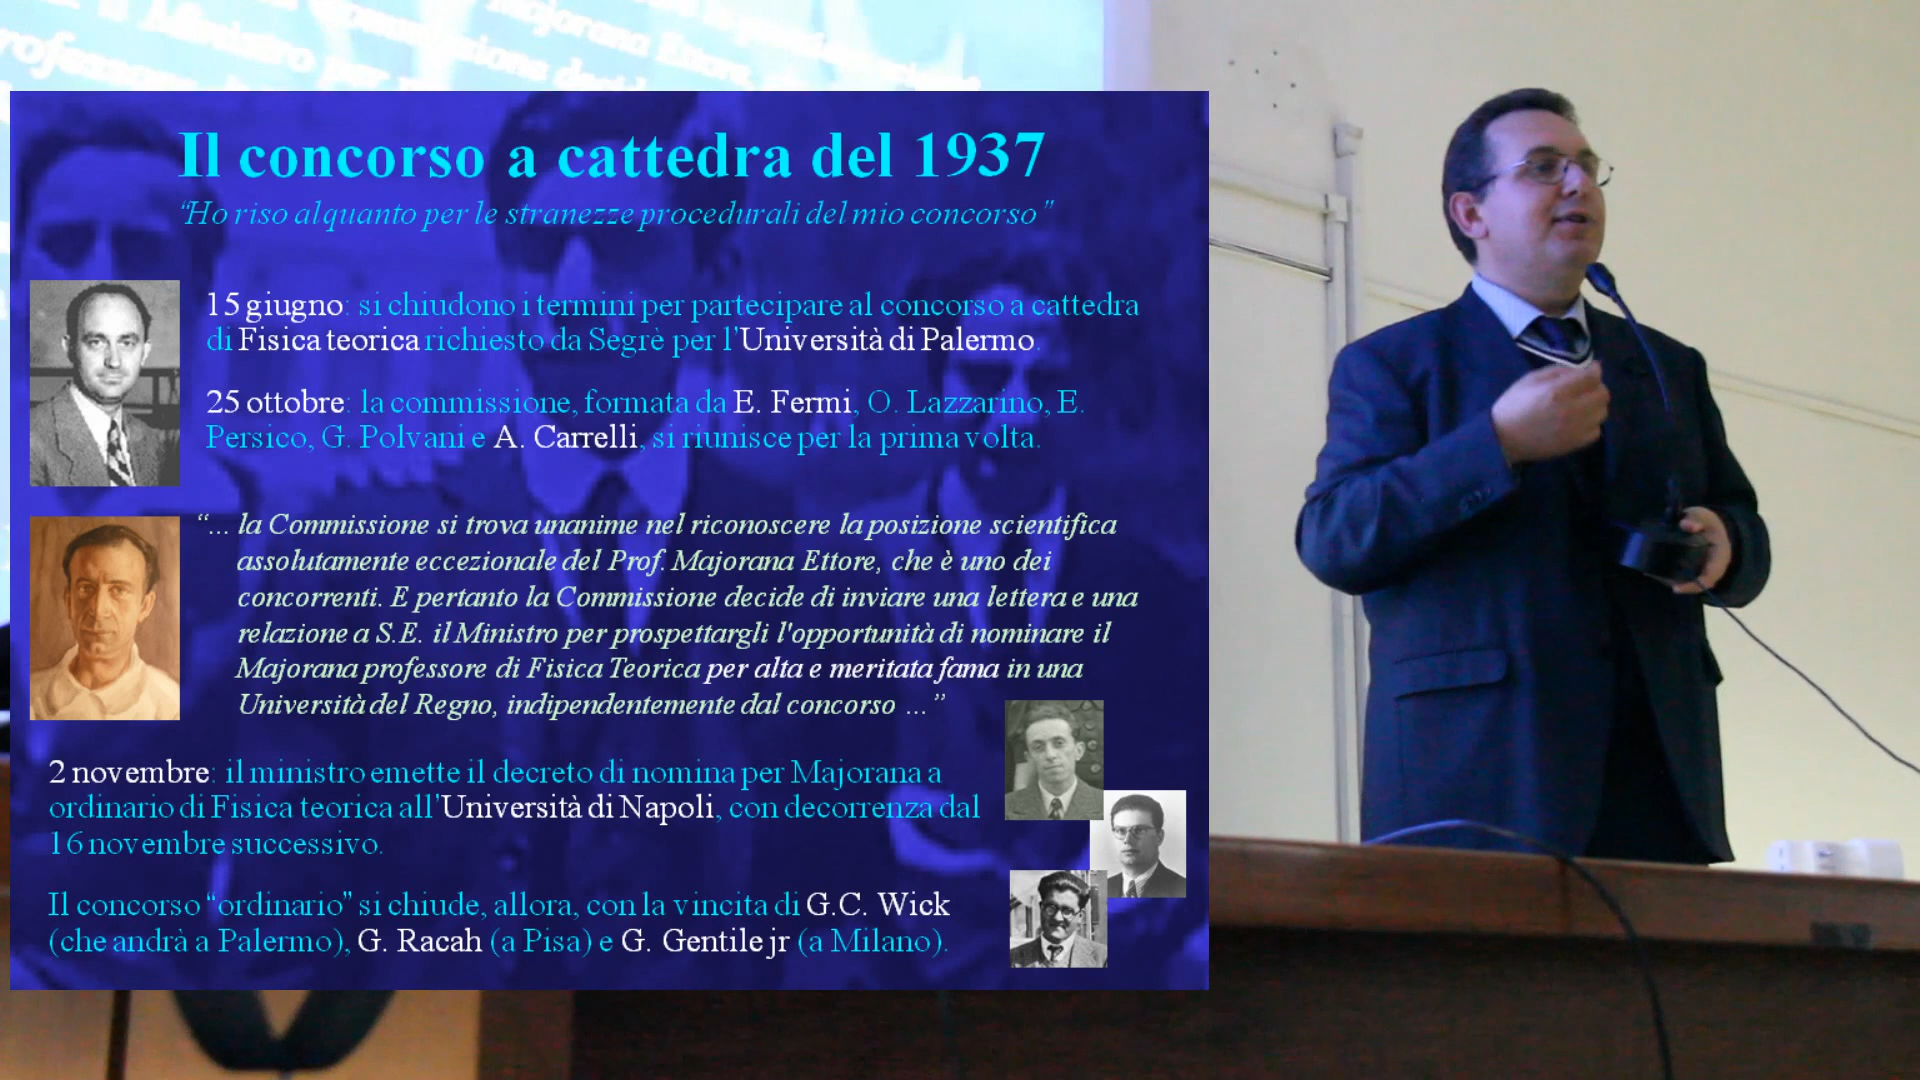 Il Ministro per
Majorana Ettore,
Il concorso a cattedra del 1937
“Ho riso alquanto per le stranezze procedurali del mio concorso”
15 giugno: si chiudono i termini per partecipare al concorso a cattedra
di Fisica teorica richiesto da Segrè per l’Università di Palermo.
25 ottobre: la commissione, formata da E. Fermi, O. Lazzarino, E.
Persico, G. Polvani e A. Carrelli, si riunisce per la prima volta.
“... la Commissione si trova unanime nel riconoscere la posizione scientifica
assolutamente eccezionale del Prof. Majorana Ettore, che è uno dei
concorrenti. E pertanto la Commissione decide di inviare una lettera e una
relazione a S.E. il Ministro per prospettargli l'opportunità di nominare il
Majorana professore di Fisica Teorica per alta e meritata fama in una
Università del Regno, indipendentemente dal concorso ...”
2 novembre: il ministro emette il decreto di nomina per Majorana a
ordinario di Fisica teorica all’Università di Napoli, con decorrenza dal
16 novembre successivo.
Il concorso “ordinario” si chiude, allora, con la vincita di G.C. Wick
(che andrà a Palermo), G. Racah (a Pisa) e G. Gentile jr (a Milano).